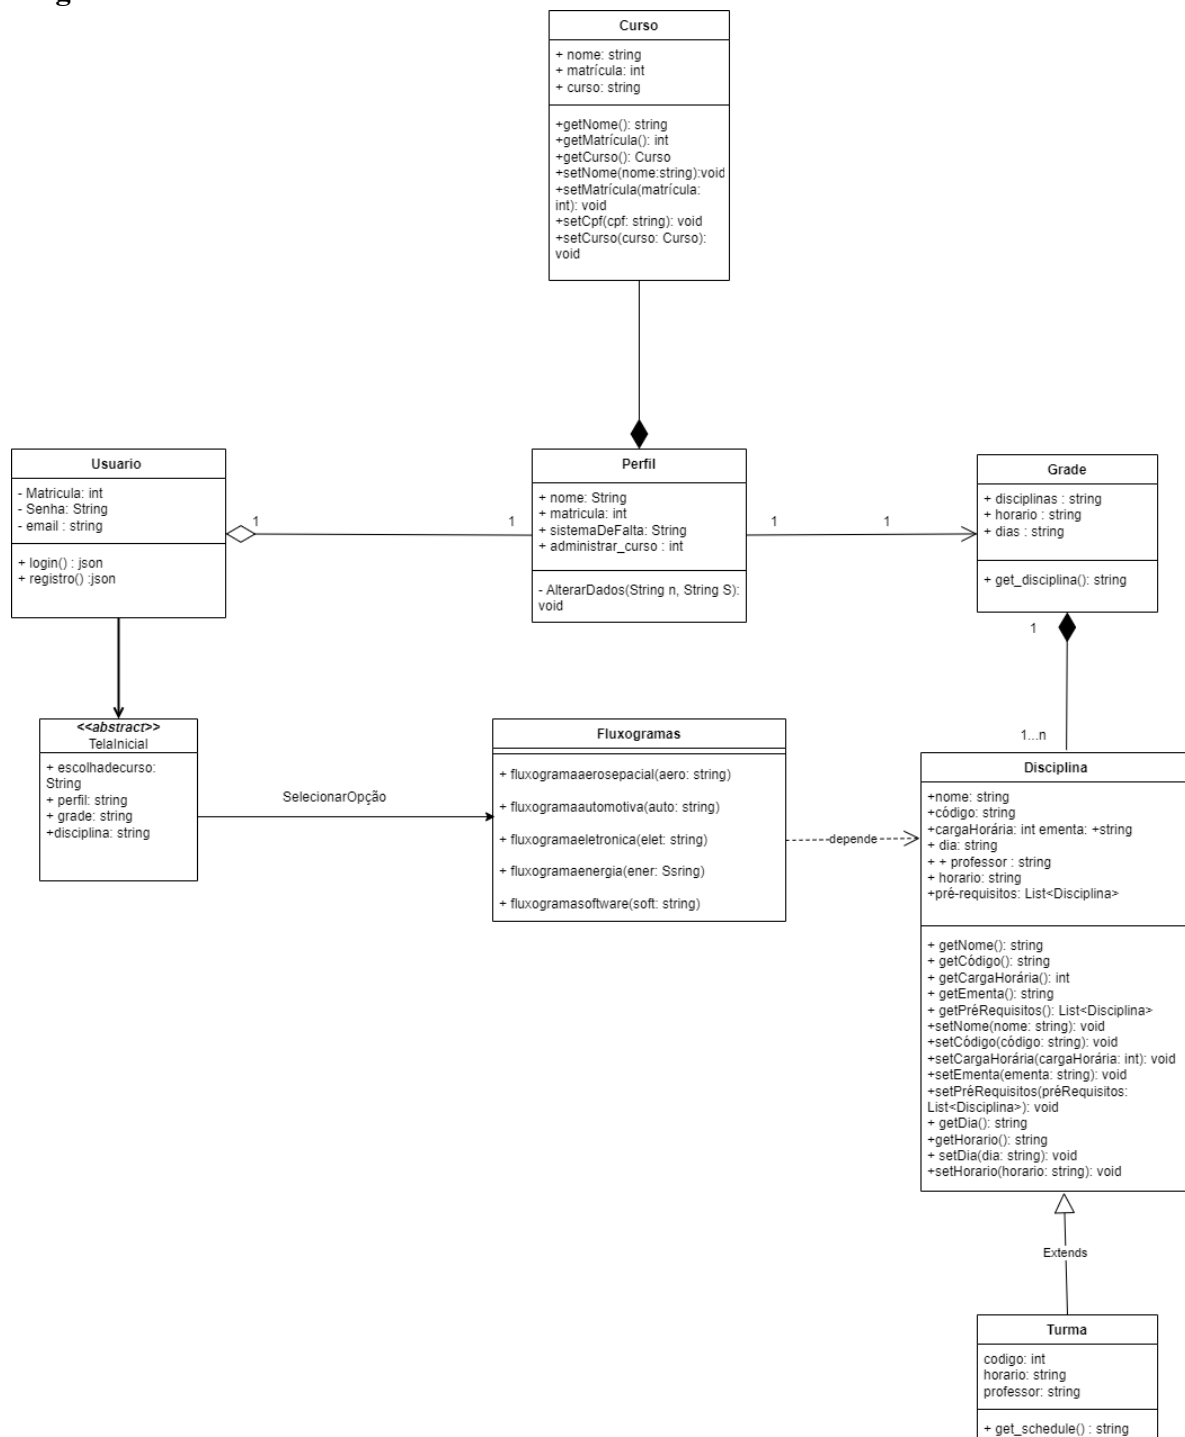 Curso
+ nome: string
+ matrícula: int
+ curso: string
+getNome(): string
+getMatrícula(): int
+getCurso(): Curso
+setNome(nome:string):void
+setMatrícula(matrícula:
int): void
+setCpf(cpf: string): void
+setCurso(curso: Curso):
void
Usuario
- Matricula: int
- Senha: String
- email : string
+ login() : json
+ registro() :json
1
1
Perfil
+ nome: String
+ matricula: int
+ sistemaDeFalta: String
+ administrar_curso : int
- AlterarDados(String n, String S):
void
1
1
Grade
+ disciplinas : string
+ horario : string
+ dias : string
+ get_disciplina(): string
1
1...n
<<abstract>>
TelaInicial
+ escolhadecurso:
String
+ perfil: string
+ grade: string
+disciplina: string
SelecionarOpção
Fluxogramas
+ fluxogramaaerosepacial(aero: string)
+ fluxogramaautomotiva(auto: string)
+ fluxogramaeletronica(elet: string)
+ fluxogramaenergia(ener: Ssring)
+ fluxogramasoftware(soft: string)
depende
Disciplina
+nome: string
+código: string
+cargaHorária: int ementa: +string
+ dia: string
+ + professor : string
+ horario: string
+pré-requisitos: List<Disciplina>
+ getNome(): string
+ getCódigo(): string
+ getCargaHorária(): int
+ getEmenta(): string
+ getPréRequisitos(): List<Disciplina>
+setNome(nome: string): void
+setCódigo(código: string): void
+setCargaHorária(cargaHorária: int): void
+setEmenta(ementa: string): void
+setPréRequisitos(préRequisitos:
List<Disciplina>): void
+ getDia(): string
+getHorario(): string
+ setDia(dia: string): void
+setHorario(horario: string): void
Extends
Turma
codigo: int
horario: string
professor: string
+ get_schedule() : string